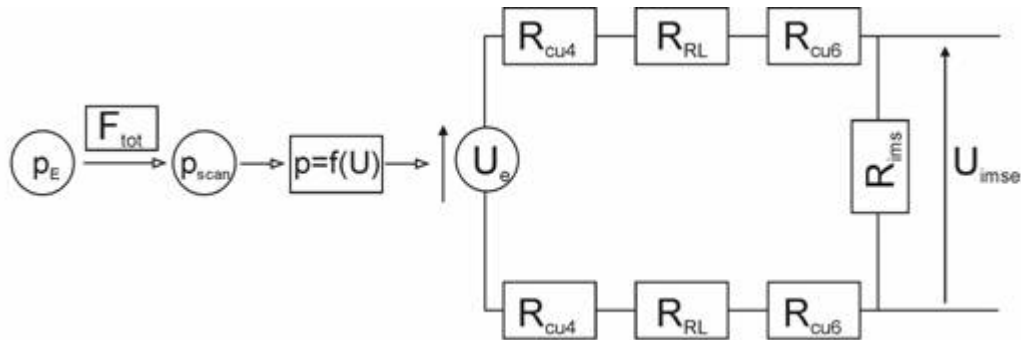 R_cu4 R_RL R_cu6
F_tot
p_E p_scan p=f(U) U_e R_ims U_imse
R_cu4 R_RL R_cu6